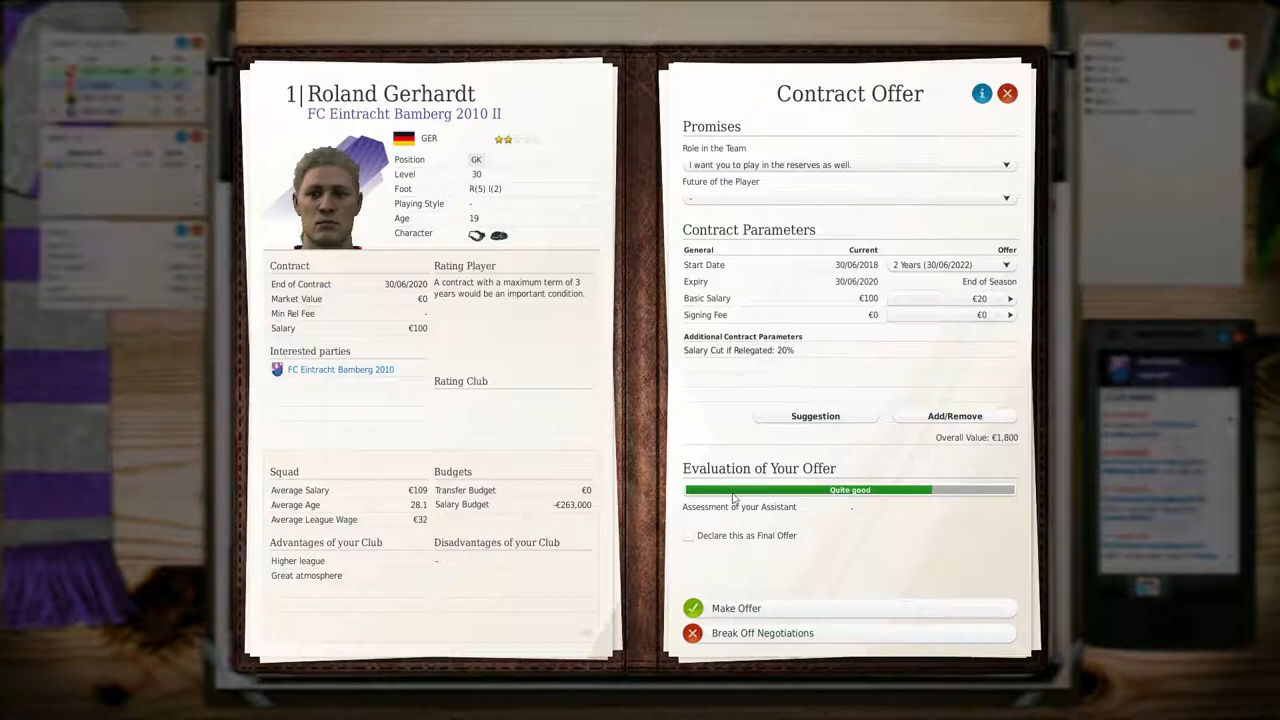 1| Roland Gerhardt
FC Eintracht Bamberg 2010 II
GER
Position GK
Level 30
Foot R(5) l(2)
Playing Style -
Age 19
Character
Contract
End of Contract 30/06/2020
Market Value €0
Min Rel Fee -
Salary €100
Interested parties
FC Eintracht Bamberg 2010
Rating Player
A contract with a maximum term of 3
years would be an important condition.
Rating Club
Squad
Average Salary €109
Average Age 28.1
Average League Wage €32
Budgets
Transfer Budget €0
Salary Budget -€263,000
Advantages of your Club
Higher league
Great atmosphere
Disadvantages of your Club
-
Contract Offer
Promises
Role in the Team
I want you to play in the reserves as well.
Future of the Player
-
Contract Parameters
General Current Offer
Start Date 30/06/2018 2 Years (30/06/2022)
Expiry 30/06/2020 End of Season
Basic Salary €100 €20
Signing Fee €0 €0
Additional Contract Parameters
Salary Cut if Relegated: 20%
Suggestion Add/Remove
Overall Value: €1,800
Evaluation of Your Offer
Quite good
Assessment of your Assistant -
Declare this as Final Offer
Make Offer
Break Off Negotiations